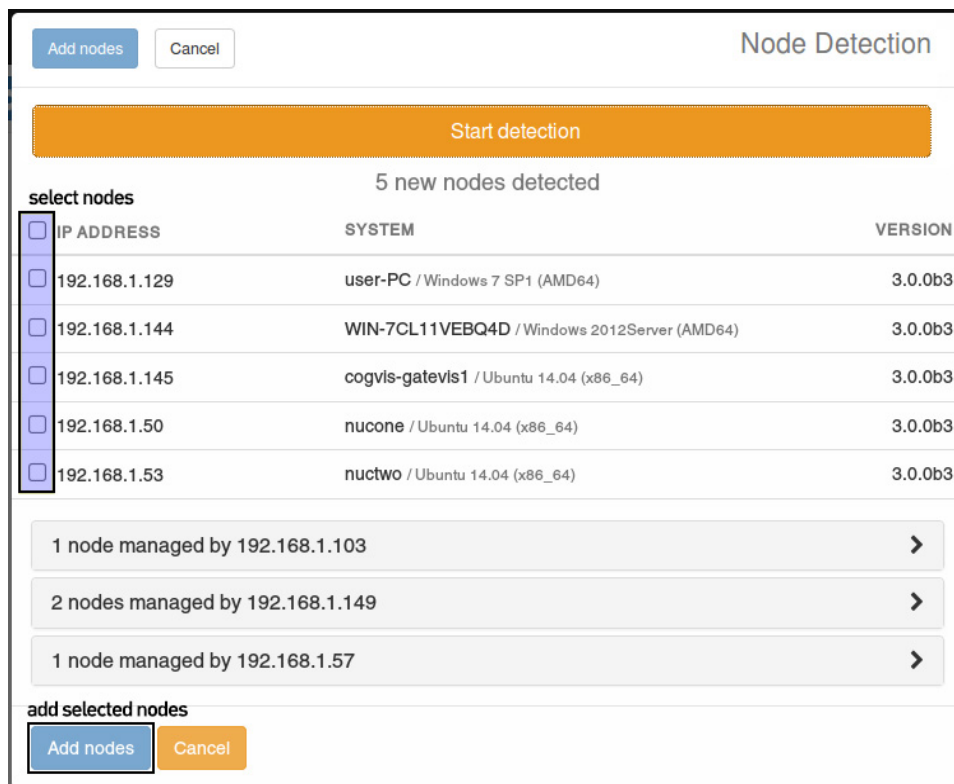 Add nodes Cancel Node Detection
Start detection
5 new nodes detected
select nodes
IP ADDRESS SYSTEM VERSION
192.168.1.129 user-PC / Windows 7 SP1 (AMD64) 3.0.0b3
192.168.1.144 WIN-7CL11VEBQ4D / Windows 2012Server (AMD64) 3.0.0b3
192.168.1.145 cogvis-gatevis1 / Ubuntu 14.04 (x86_64) 3.0.0b3
192.168.1.50 nucone / Ubuntu 14.04 (x86_64) 3.0.0b3
192.168.1.53 nuctwo / Ubuntu 14.04 (x86_64) 3.0.0b3
1 node managed by 192.168.1.103
2 nodes managed by 192.168.1.149
1 node managed by 192.168.1.57
add selected nodes
Add nodes Cancel